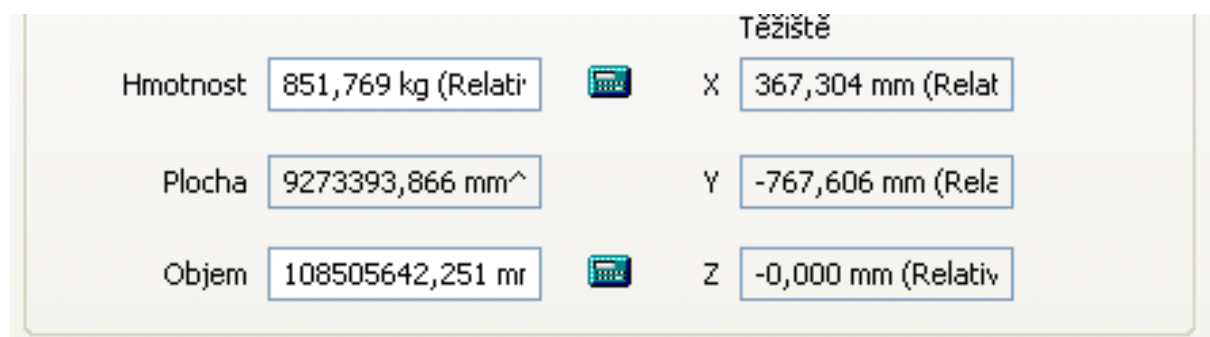 Těžiště
Hmotnost 851,769 kg (Relati X 367,304 mm (Relat
Plocha 9273393,866 mm^ Y -767,606 mm (Rela
Objem 108505642,251 mr Z -0,000 mm (Relativ